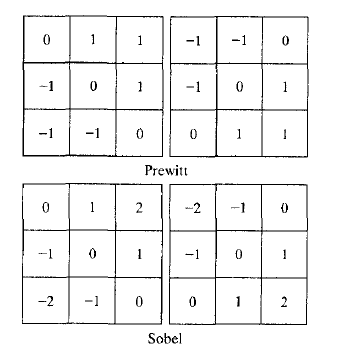 0 1 1 -1 -1 0
-1 0 1 -1 0 1
-1 -1 0 0 1 1
Prewitt
0 1 2 -2 -1 0
-1 0 1 -1 0 1
-2 -1 0 0 1 2
Sobel